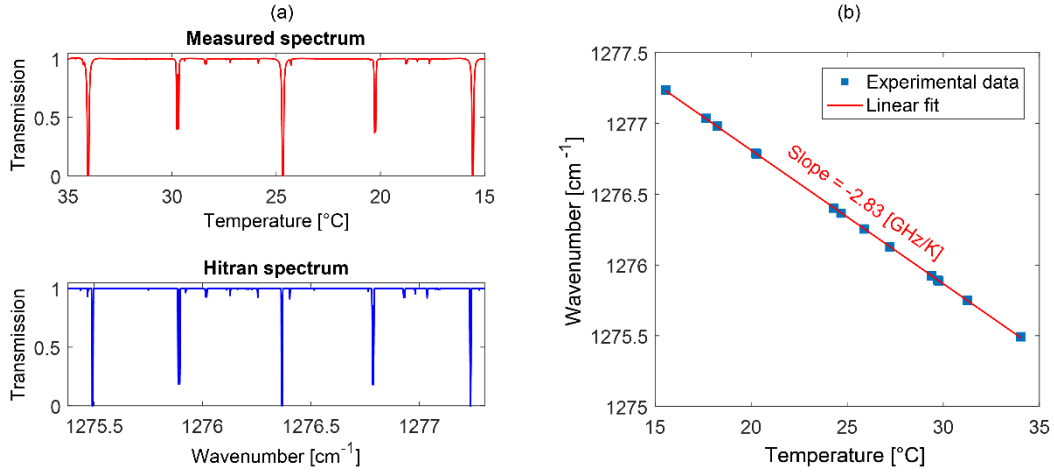 (a)
Measured spectrum
Transmission
1
0.5
0
35 30 25 20 15
Temperature [°C]
Hitran spectrum
Transmission
1
0.5
0
1275.5 1276 1276.5 1277
Wavenumber [cm⁻¹]
(b)
Wavenumber [cm⁻¹]
1277.5
1277
1276.5
1276
1275.5
1275
Experimental data
Linear fit
Slope = -2.83 [GHz/K]
15 20 25 30 35
Temperature [°C]